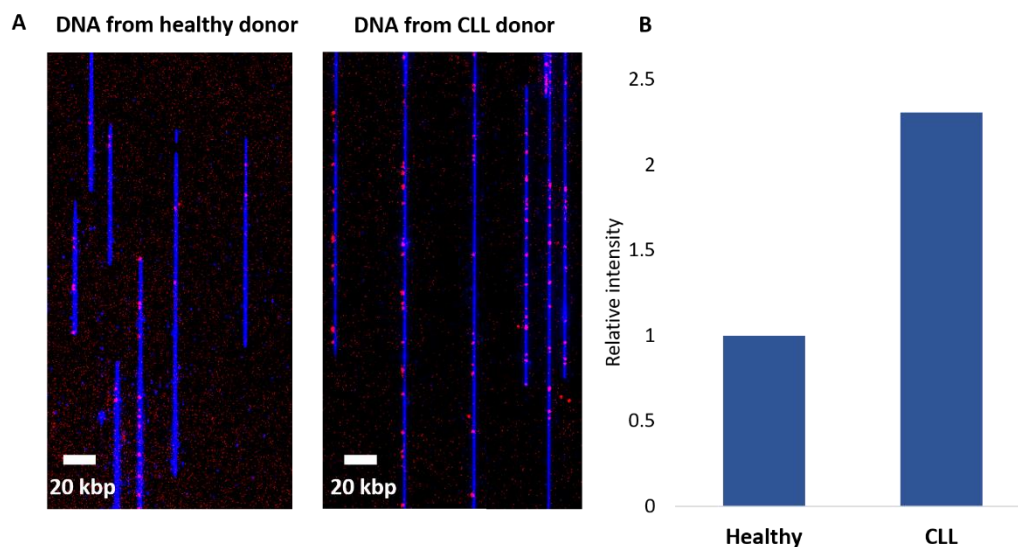 A
DNA from healthy donor
DNA from CLL donor
20 kbp
20 kbp
B
Relative intensity
2.5
2
1.5
1
0.5
0
Healthy
CLL